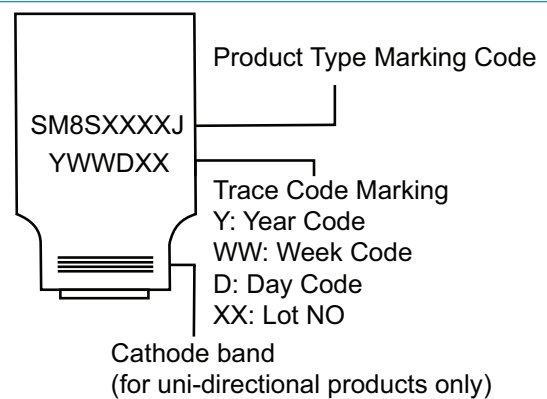 Product Type Marking Code
SM8SXXXXJ
YWWDXX
Trace Code Marking
Y: Year Code
WW: Week Code
D: Day Code
XX: Lot NO
Cathode band
(for uni-directional products only)